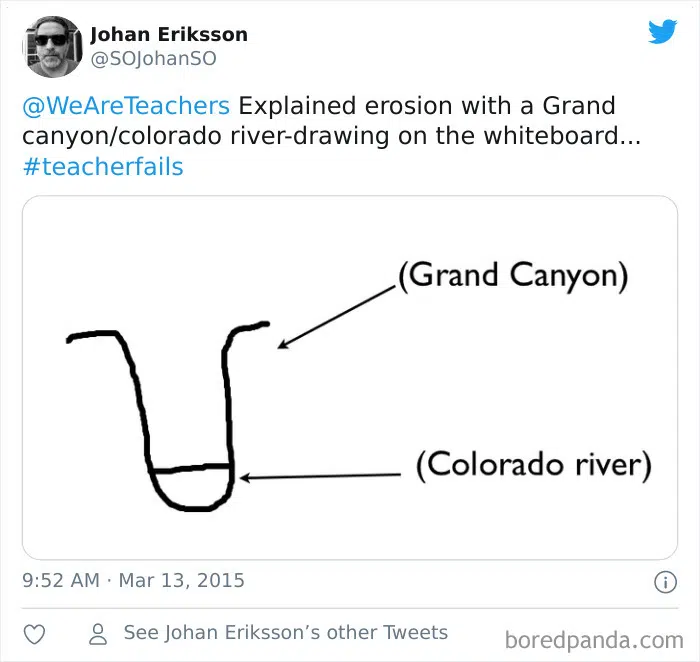 Johan Eriksson
@SOJohanSO
@WeAreTeachers Explained erosion with a Grand
canyon/colorado river-drawing on the whiteboard...
#teacherfails
(Grand Canyon)
(Colorado river)
9:52 AM · Mar 13, 2015
See Johan Eriksson’s other Tweets
boredpanda.com